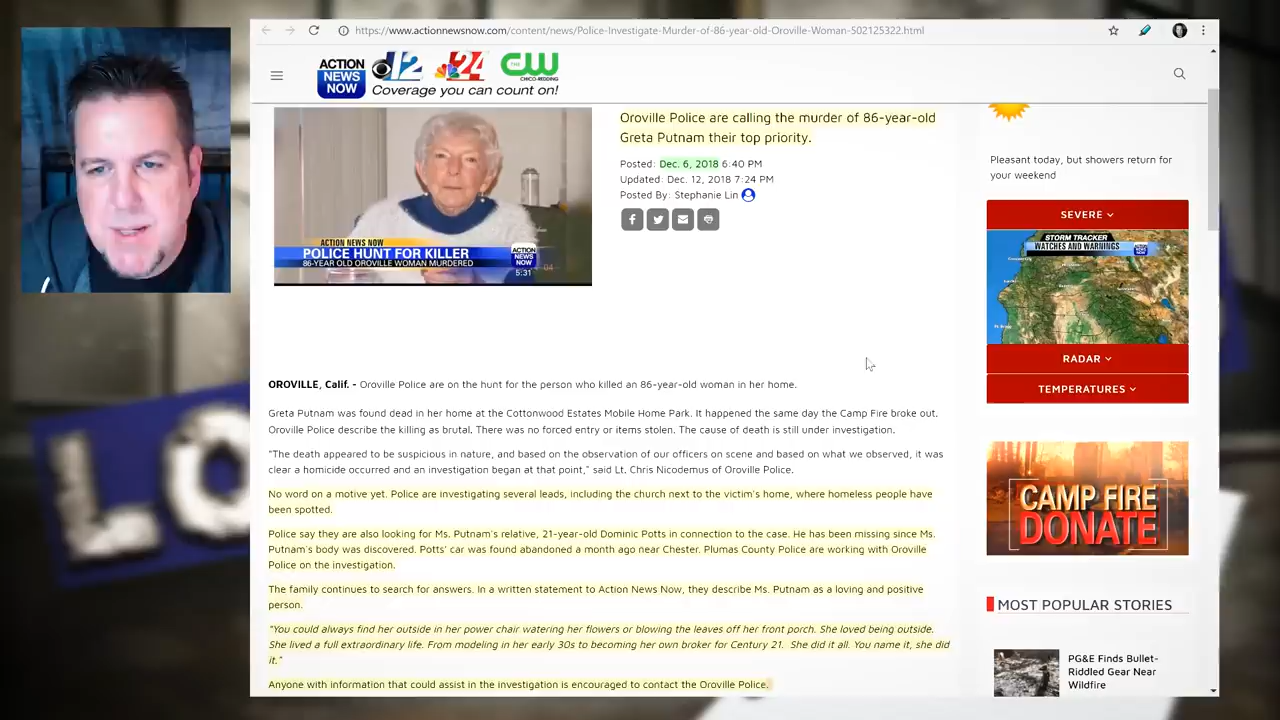 https://www.actionnewsnow.com/content/news/Police-Investigate-Murder-of-86-year-old-Oroville-Woman-502125322.html
ACTION
NEWS
NOW
12
24
THE CW
CHICO-REDDING
Coverage you can count on!
Oroville Police are calling the murder of 86-year-old
Greta Putnam their top priority.
Posted: Dec. 6, 2018 6:40 PM
Updated: Dec. 12, 2018 7:24 PM
Posted By: Stephanie Lin
ACTION NEWS NOW
POLICE HUNT FOR KILLER
86-YEAR OLD OROVILLE WOMAN MURDERED
ACTION
NEWS
NOW
5:31
Pleasant today, but showers return for
your weekend
SEVERE
STORM TRACKER
WATCHES AND WARNINGS
RADAR
TEMPERATURES
OROVILLE, Calif. - Oroville Police are on the hunt for the person who killed an 86-year-old woman in her home.
Greta Putnam was found dead in her home at the Cottonwood Estates Mobile Home Park. It happened the same day the Camp Fire broke out.
Oroville Police describe the killing as brutal. There was no forced entry or items stolen. The cause of death is still under investigation.
"The death appeared to be suspicious in nature, and based on the observation of our officers on scene and based on what we observed, it was
clear a homicide occurred and an investigation began at that point," said Lt. Chris Nicodemus of Oroville Police.
No word on a motive yet. Police are investigating several leads, including the church next to the victim's home, where homeless people have
been spotted.
Police say they are also looking for Ms. Putnam's relative, 21-year-old Dominic Potts in connection to the case. He has been missing since Ms.
Putnam's body was discovered. Potts' car was found abandoned a month ago near Chester. Plumas County Police are working with Oroville
Police on the investigation.
The family continues to search for answers. In a written statement to Action News Now, they describe Ms. Putnam as a loving and positive
person.
"You could always find her outside in her power chair watering her flowers or blowing the leaves off her front porch. She loved being outside.
She lived a full extraordinary life. From modeling in her early 30s to becoming her own broker for Century 21. She did it all. You name it, she did
it."
Anyone with information that could assist in the investigation is encouraged to contact the Oroville Police.
CAMP FIRE
DONATE
MOST POPULAR STORIES
PG&E Finds Bullet-
Riddled Gear Near
Wildfire
LO